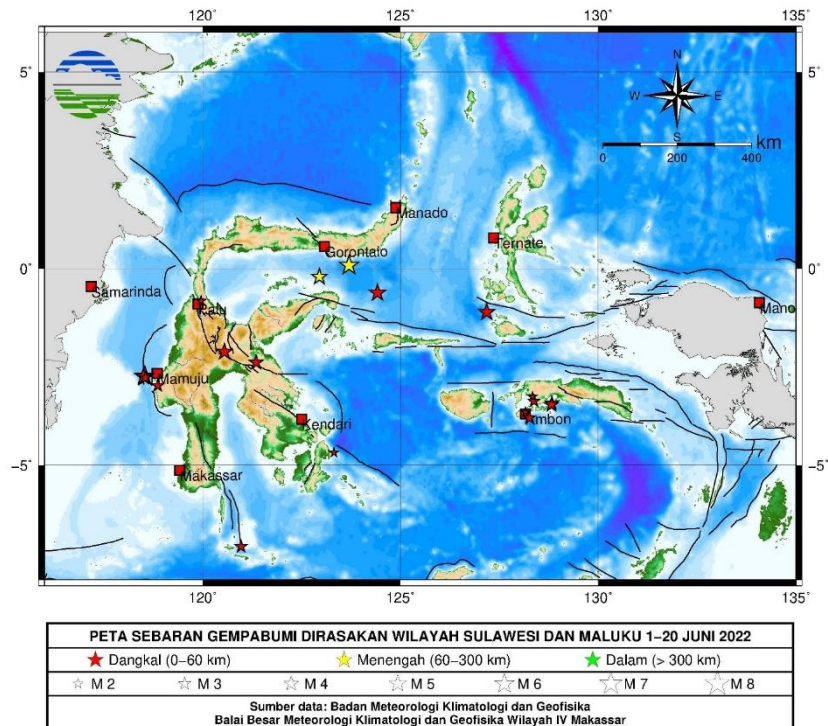 120° 125° 130° 135°
5° 5°
N
W E
S
km
0 200 400
Manado
Ternate
Gorontalo
0° 0°
Samarinda
Palu
Mano
Mamuju
Kendari
Ambon
−5° −5°
Makassar
120° 125° 130° 135°
PETA SEBARAN GEMPABUMI DIRASAKAN WILAYAH SULAWESI DAN MALUKU 1−20 JUNI 2022
Dangkal (0−60 km) Menengah (60−300 km) Dalam (> 300 km)
M 2 M 3 M 4 M 5 M 6 M 7 M 8
Sumber data: Badan Meteorologi Klimatologi dan Geofisika
Balai Besar Meteorologi Klimatologi dan Geofisika Wilayah IV Makassar